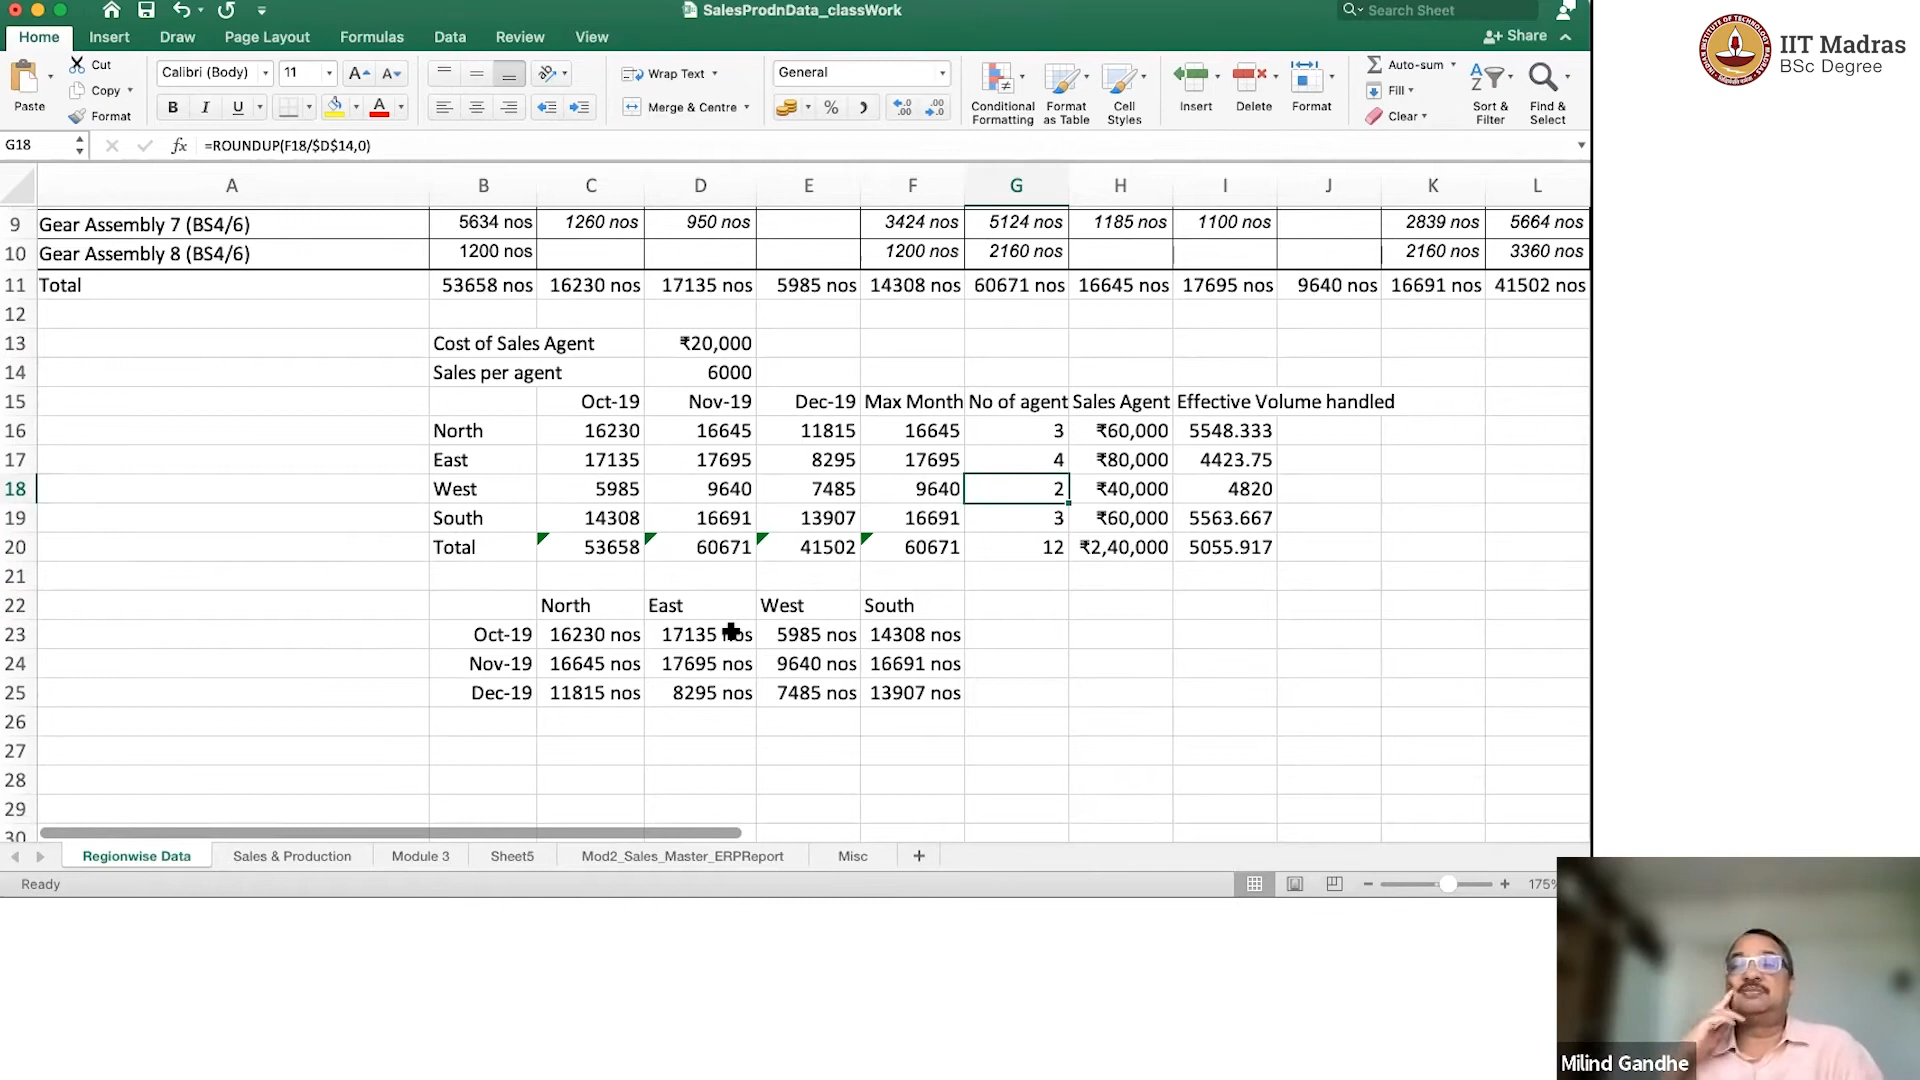 SalesProdnData_classWork
Search Sheet
Home Insert Draw Page Layout Formulas Data Review View Share
Cut
Copy
Format
Paste
Calibri (Body) 11
Wrap Text
Merge & Centre
General
Conditional Formatting
Format as Table
Cell Styles
Insert
Delete
Format
Auto-sum
Fill
Clear
Sort & Filter
Find & Select
G18 fx =ROUNDUP(F18/$D$14,0)
A B C D E F G H I J K L
9 Gear Assembly 7 (BS4/6) 5634 nos 1260 nos 950 nos 3424 nos 5124 nos 1185 nos 1100 nos 2839 nos 5664 nos
10 Gear Assembly 8 (BS4/6) 1200 nos 1200 nos 2160 nos 2160 nos 3360 nos
11 Total 53658 nos 16230 nos 17135 nos 5985 nos 14308 nos 60671 nos 16645 nos 17695 nos 9640 nos 16691 nos 41502 nos
12
13 Cost of Sales Agent ₹20,000
14 Sales per agent 6000
15 Oct-19 Nov-19 Dec-19 Max Month No of agent Sales Agent Effective Volume handled
16 North 16230 16645 11815 16645 3 ₹60,000 5548.333
17 East 17135 17695 8295 17695 4 ₹80,000 4423.75
18 West 5985 9640 7485 9640 2 ₹40,000 4820
19 South 14308 16691 13907 16691 3 ₹60,000 5563.667
20 Total 53658 60671 41502 60671 12 ₹2,40,000 5055.917
21
22 North East West South
23 Oct-19 16230 nos 17135 nos 5985 nos 14308 nos
24 Nov-19 16645 nos 17695 nos 9640 nos 16691 nos
25 Dec-19 11815 nos 8295 nos 7485 nos 13907 nos
26
27
28
29
30
Regionwise Data Sales & Production Module 3 Sheet5 Mod2_Sales_Master_ERPReport Misc
Ready 175%
IIT Madras
BSc Degree
Milind Gandhe